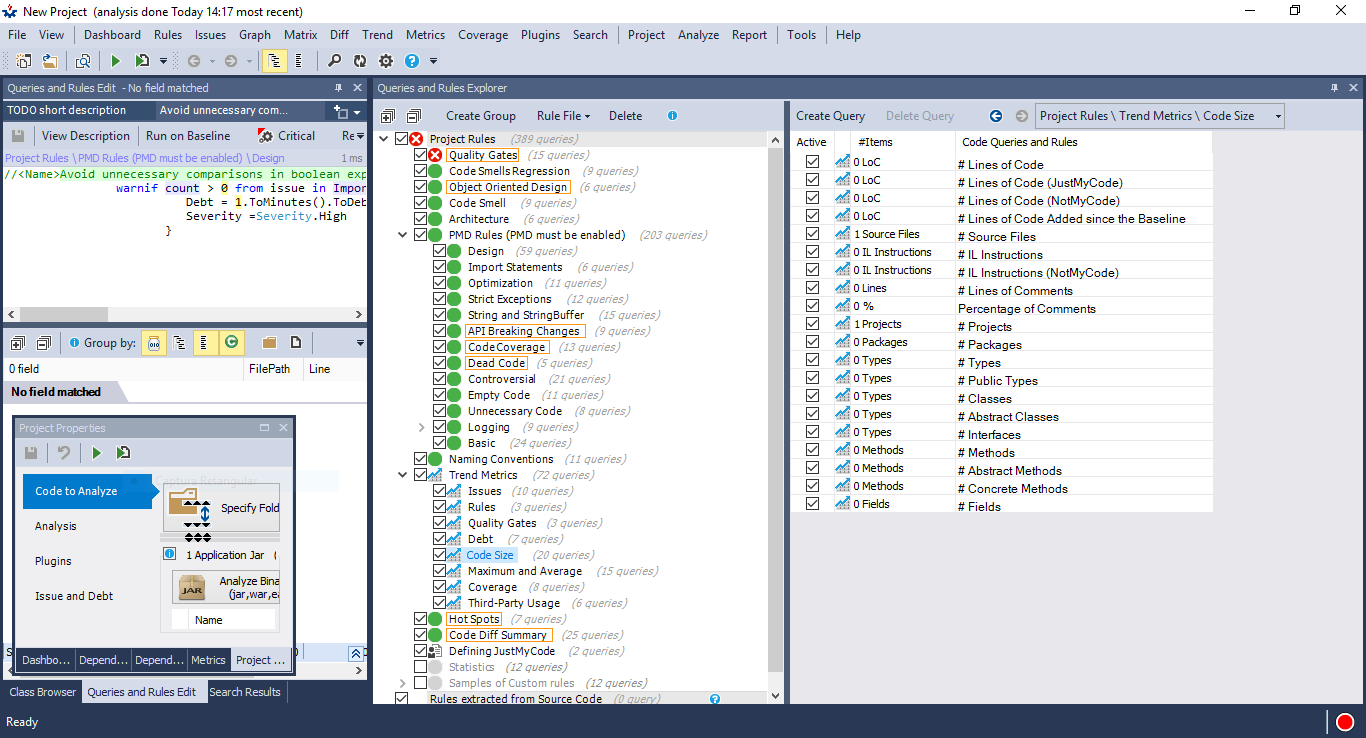 New Project (analysis done Today 14:17 most recent)
File View Dashboard Rules Issues Graph Matrix Diff Trend Metrics Coverage Plugins Search Project Analyze Report Tools Help
Queries and Rules Edit - No field matched
TODO short description Avoid unnecessary com...
View Description Run on Baseline Critical Re
Project Rules \ PMD Rules (PMD must be enabled) \ Design 1 ms
//<Name>Avoid unnecessary comparisons in boolean exp
warnif count > 0 from issue in Impor
Debt = 1.ToMinutes().ToDeb
Severity =Severity.High
}
Group by:
0 field FilePath Line
No field matched
Project Properties
Captura Retangular
Code to Analyze
Analysis
Plugins
Issue and Debt
Specify Fold
1 Application Jar (
JAR
Analyze Bina
(jar,war,ea
Name
Dashbo... Depend... Depend... Metrics Project ...
Class Browser Queries and Rules Edit Search Results
Ready
Queries and Rules Explorer
Create Group Rule File Delete
Project Rules (389 queries)
Quality Gates (15 queries)
Code Smells Regression (9 queries)
Object Oriented Design (6 queries)
Code Smell (9 queries)
Architecture (6 queries)
PMD Rules (PMD must be enabled) (203 queries)
Design (59 queries)
Import Statements (6 queries)
Optimization (11 queries)
Strict Exceptions (12 queries)
String and StringBuffer (15 queries)
API Breaking Changes (9 queries)
Code Coverage (13 queries)
Dead Code (5 queries)
Controversial (21 queries)
Empty Code (11 queries)
Unnecessary Code (8 queries)
Logging (9 queries)
Basic (24 queries)
Naming Conventions (11 queries)
Trend Metrics (72 queries)
Issues (10 queries)
Rules (3 queries)
Quality Gates (3 queries)
Debt (7 queries)
Code Size (20 queries)
Maximum and Average (15 queries)
Coverage (8 queries)
Third-Party Usage (6 queries)
Hot Spots (7 queries)
Code Diff Summary (25 queries)
Defining JustMyCode (2 queries)
Statistics (12 queries)
Samples of Custom rules (12 queries)
Rules extracted from Source Code (0 query)
Create Query Delete Query Project Rules \ Trend Metrics \ Code Size
Active #Items Code Queries and Rules
0 LoC # Lines of Code
0 LoC # Lines of Code (JustMyCode)
0 LoC # Lines of Code (NotMyCode)
0 LoC # Lines of Code Added since the Baseline
1 Source Files # Source Files
0 IL Instructions # IL Instructions
0 IL Instructions # IL Instructions (NotMyCode)
0 Lines # Lines of Comments
0 % Percentage of Comments
1 Projects # Projects
0 Packages # Packages
0 Types # Types
0 Types # Public Types
0 Types # Classes
0 Types # Abstract Classes
0 Types # Interfaces
0 Methods # Methods
0 Methods # Abstract Methods
0 Methods # Concrete Methods
0 Fields # Fields